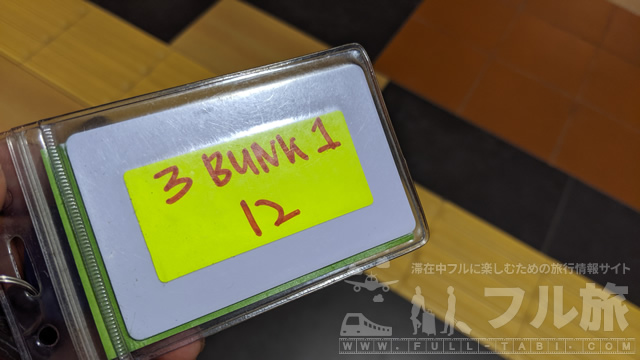 3 BUNK 1
12
滞在中フルに楽しむための旅行情報サイト
フル旅
WWW.FULL-TABI.COM